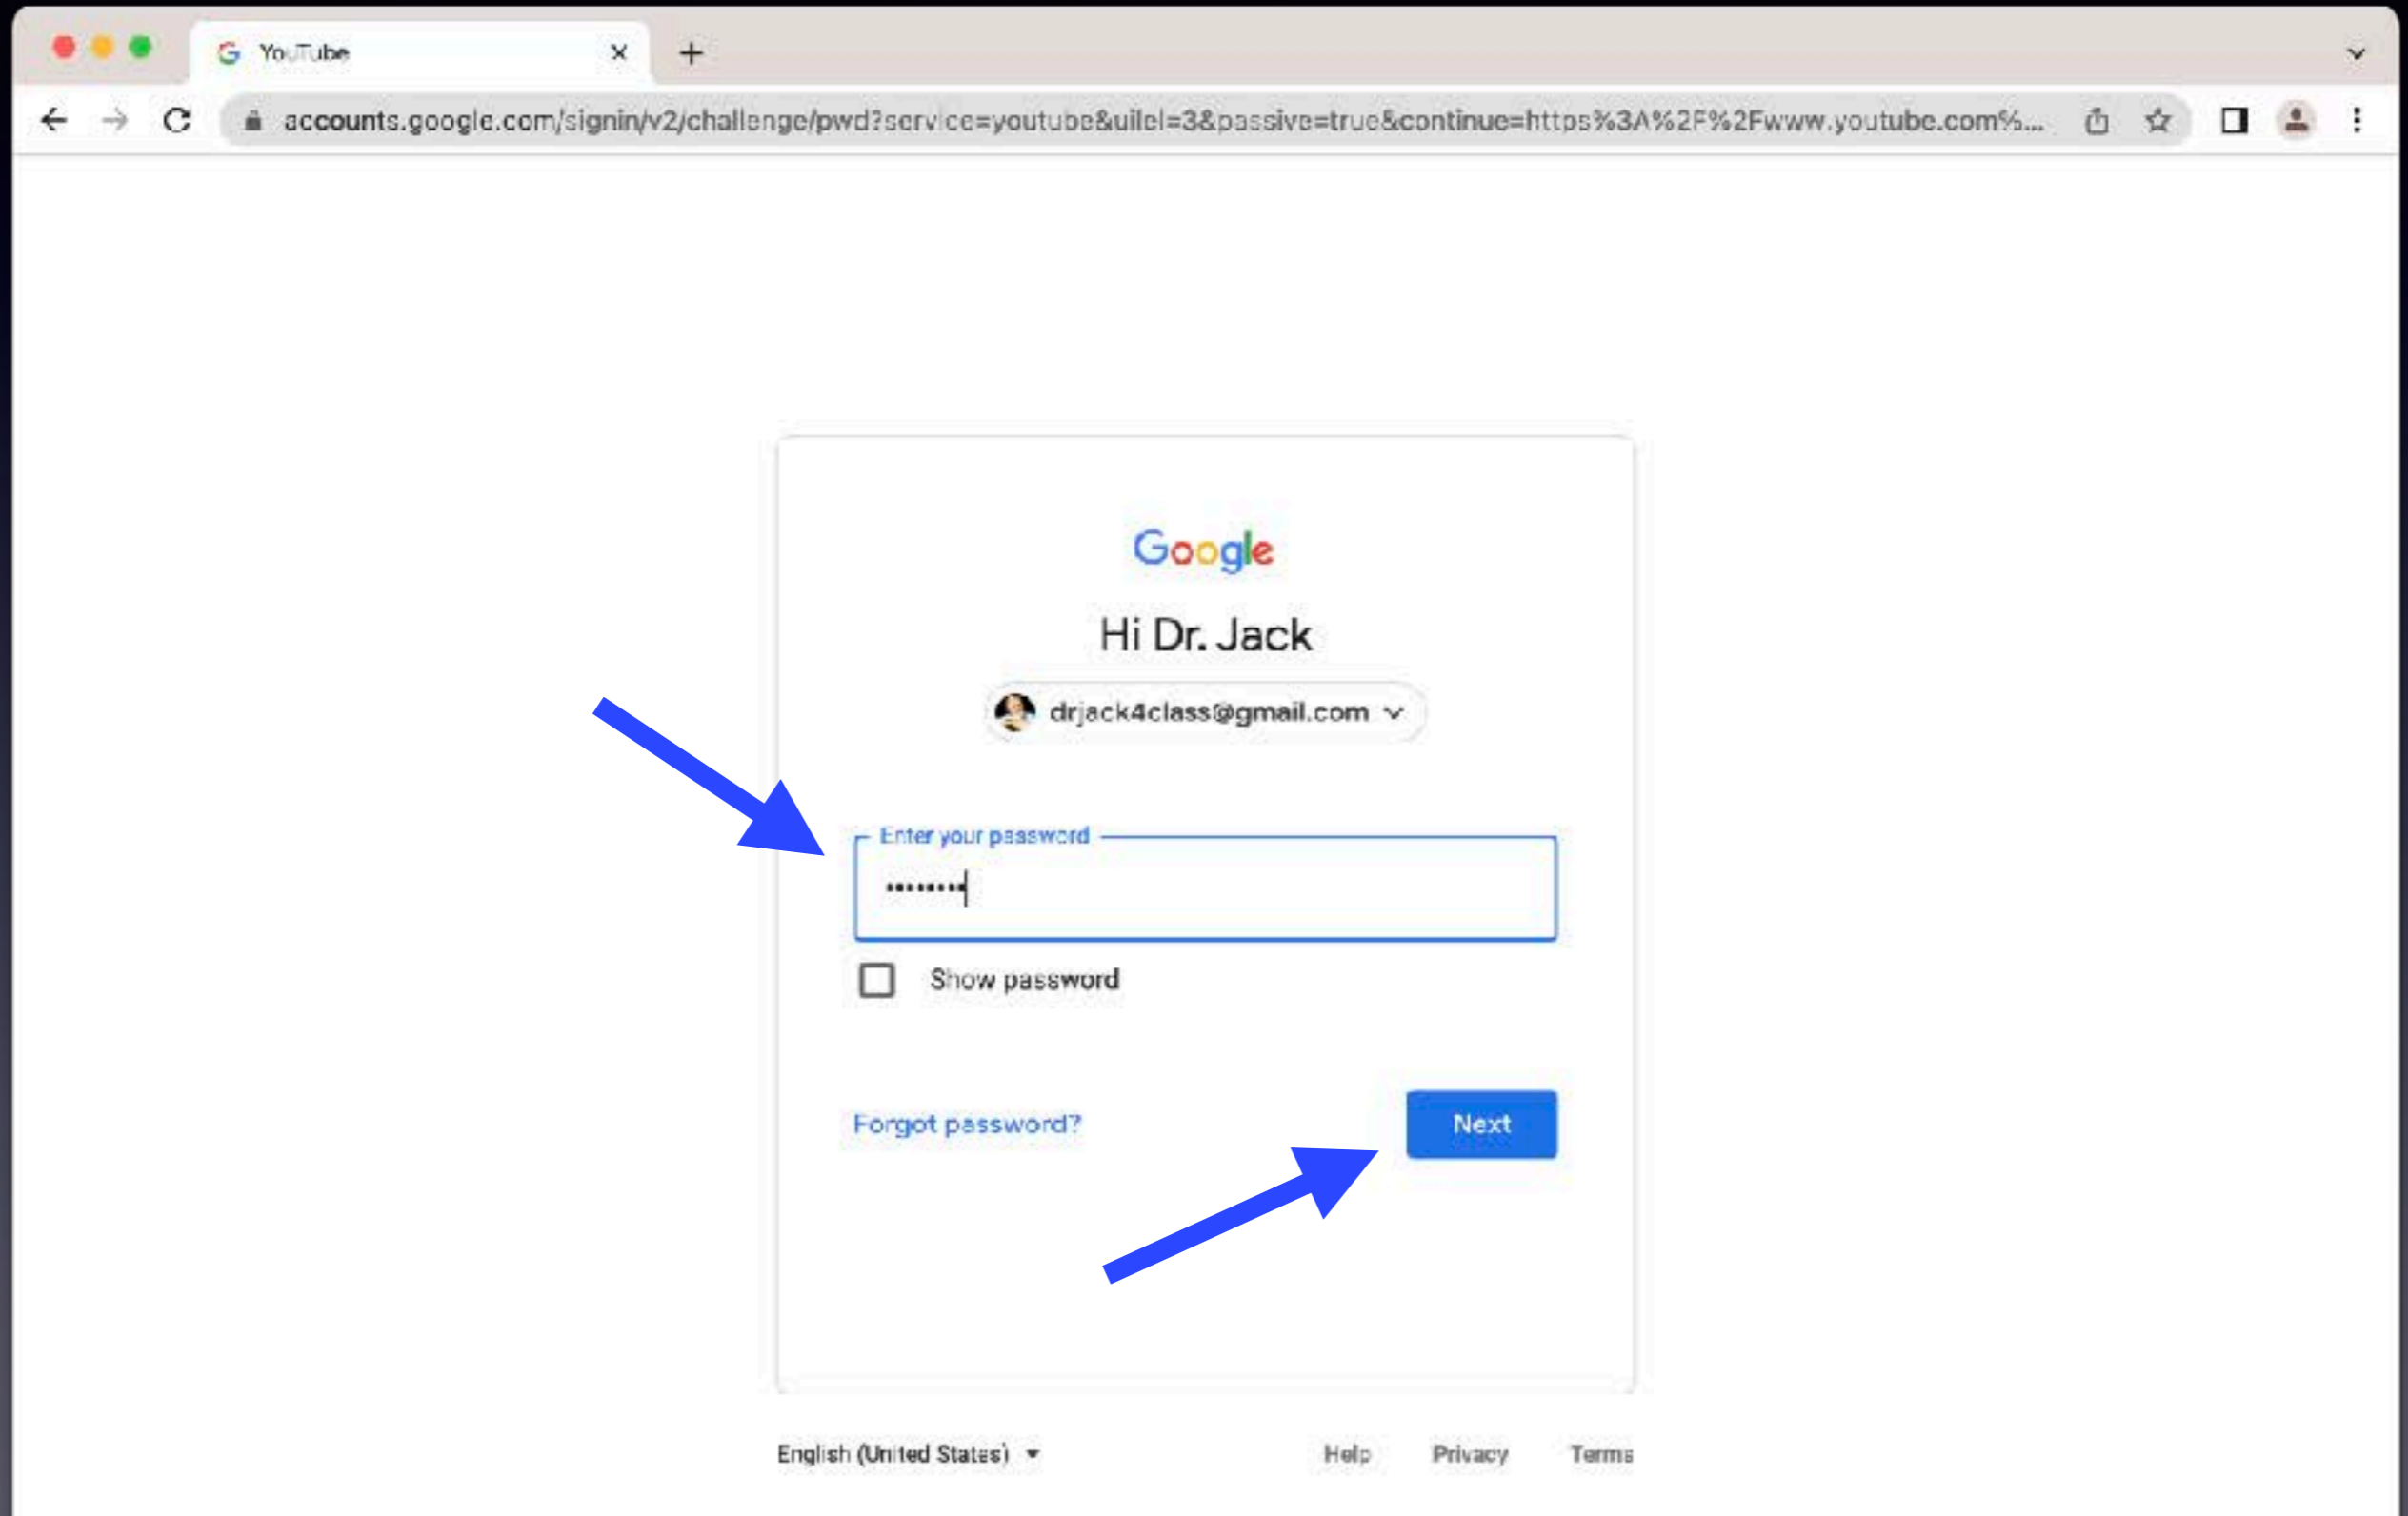 YouTube
accounts.google.com/signin/v2/challenge/pwd?service=youtube&uilel=3&passive=true&continue=https%3A%2F%2Fwww.youtube.com%...
Google
Hi Dr. Jack
drjack4class@gmail.com
Enter your password
Show password
Forgot password?
Next
English (United States)
Help Privacy Terms